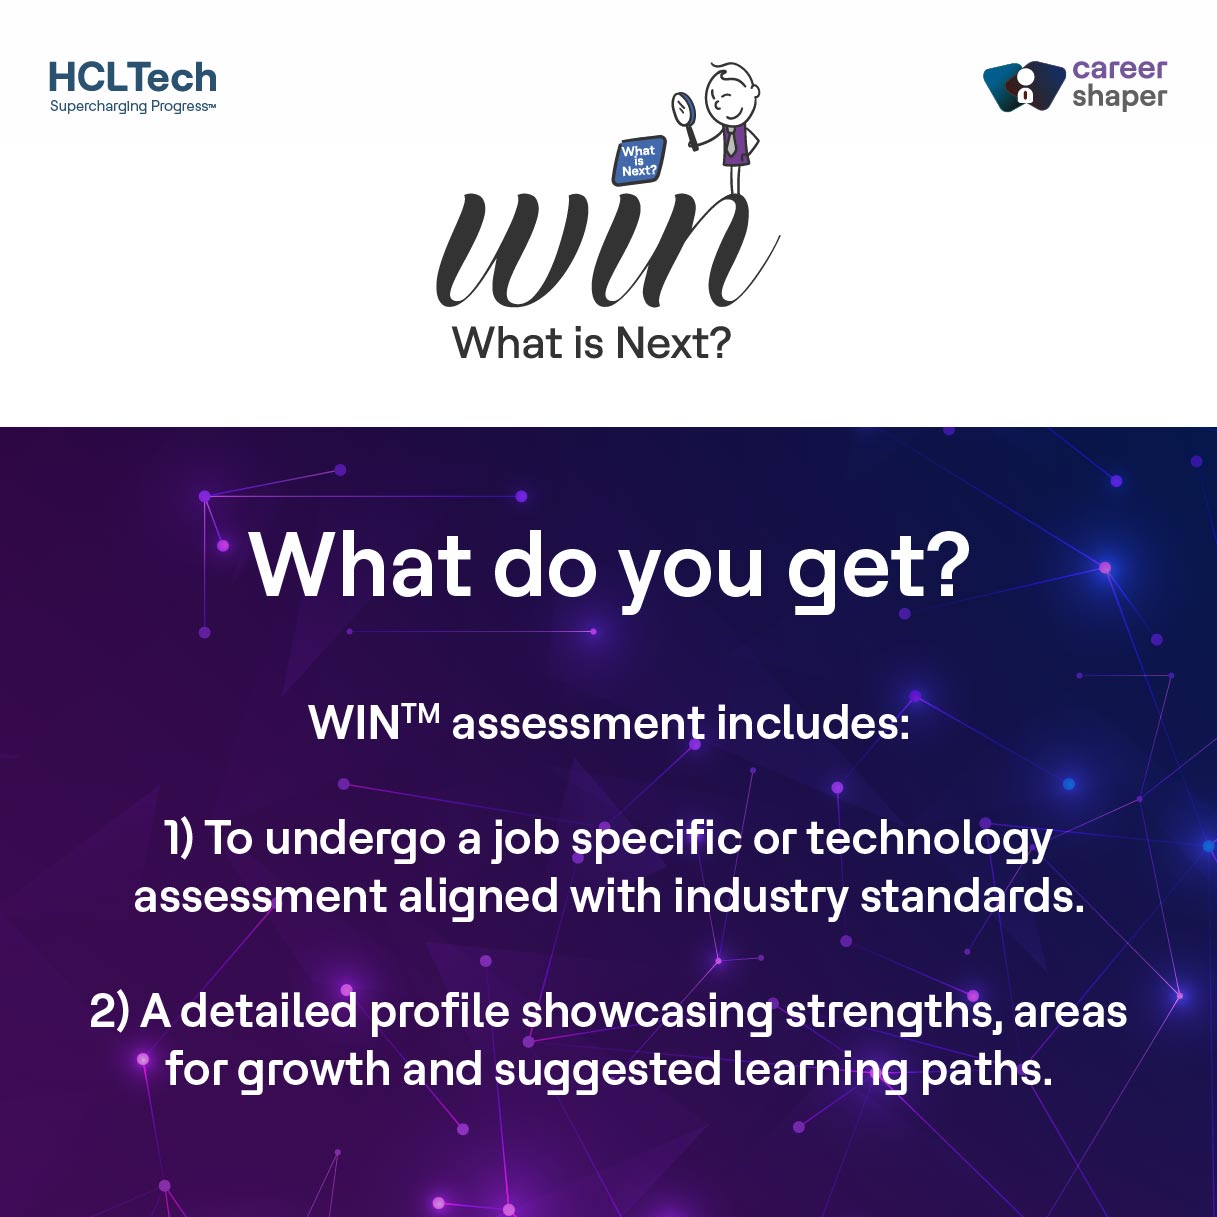 HCLTech
Supercharging Progress™
career
shaper
What
is
Next?
win
What is Next?
What do you get?
WIN™ assessment includes:
1) To undergo a job specific or technology
assessment aligned with industry standards.
2) A detailed profile showcasing strengths, areas
for growth and suggested learning paths.